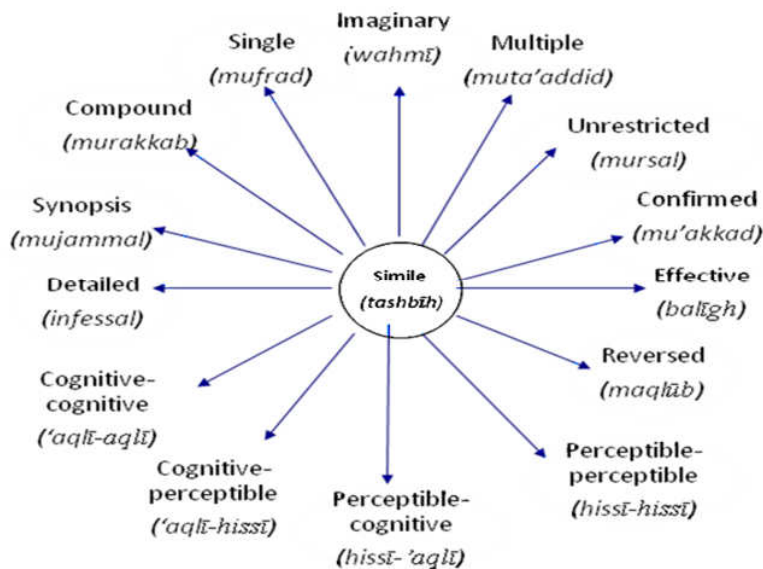 Imaginary
(wahmī)
Single
(mufrad)
Multiple
(muta'addid)
Compound
(murakkab)
Unrestricted
(mursal)
Synopsis
(mujammal)
Confirmed
(mu'akkad)
Detailed
(infessal)
Simile
(tashbīh)
Effective
(balīgh)
Reversed
(maqlūb)
Cognitive-
cognitive
('aqlī-aqlī)
Cognitive-
perceptible
('aqlī-hissī)
Perceptible-
cognitive
(hissī-'aqlī)
Perceptible-
perceptible
(hissī-hissī)